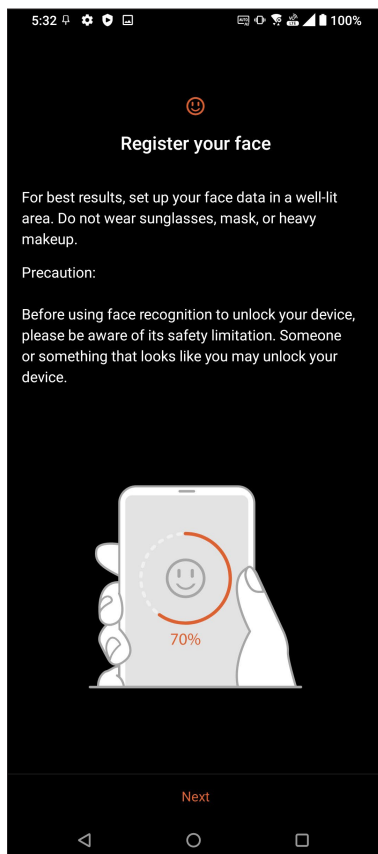 5:32 100%
Register your face
For best results, set up your face data in a well-lit
area. Do not wear sunglasses, mask, or heavy
makeup.
Precaution:
Before using face recognition to unlock your device,
please be aware of its safety limitation. Someone
or something that looks like you may unlock your
device.
70%
Next